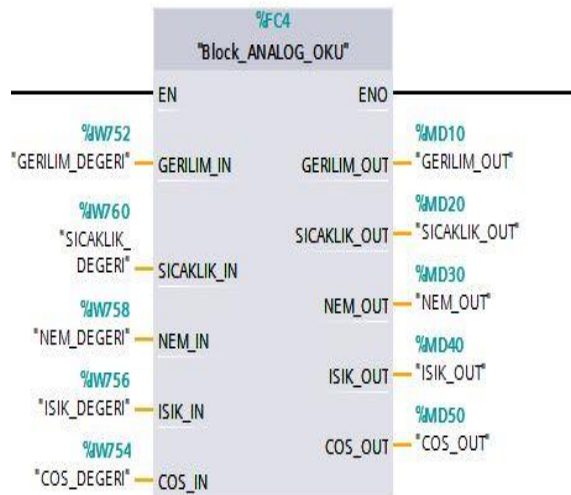 %FC4
"Block_ANALOG_OKU"
EN ENO
%IW752 %MD10
"GERILIM_DEGERI" GERILIM_IN GERILIM_OUT "GERILIM_OUT"
%IW760 %MD20
"SICAKLIK_
DEGERI" SICAKLIK_IN SICAKLIK_OUT "SICAKLIK_OUT"
%IW758 %MD30
"NEM_DEGERI" NEM_IN NEM_OUT "NEM_OUT"
%IW756 %MD40
"ISIK_DEGERI" ISIK_IN ISIK_OUT "ISIK_OUT"
%IW754 %MD50
"COS_DEGERI" COS_IN COS_OUT "COS_OUT"